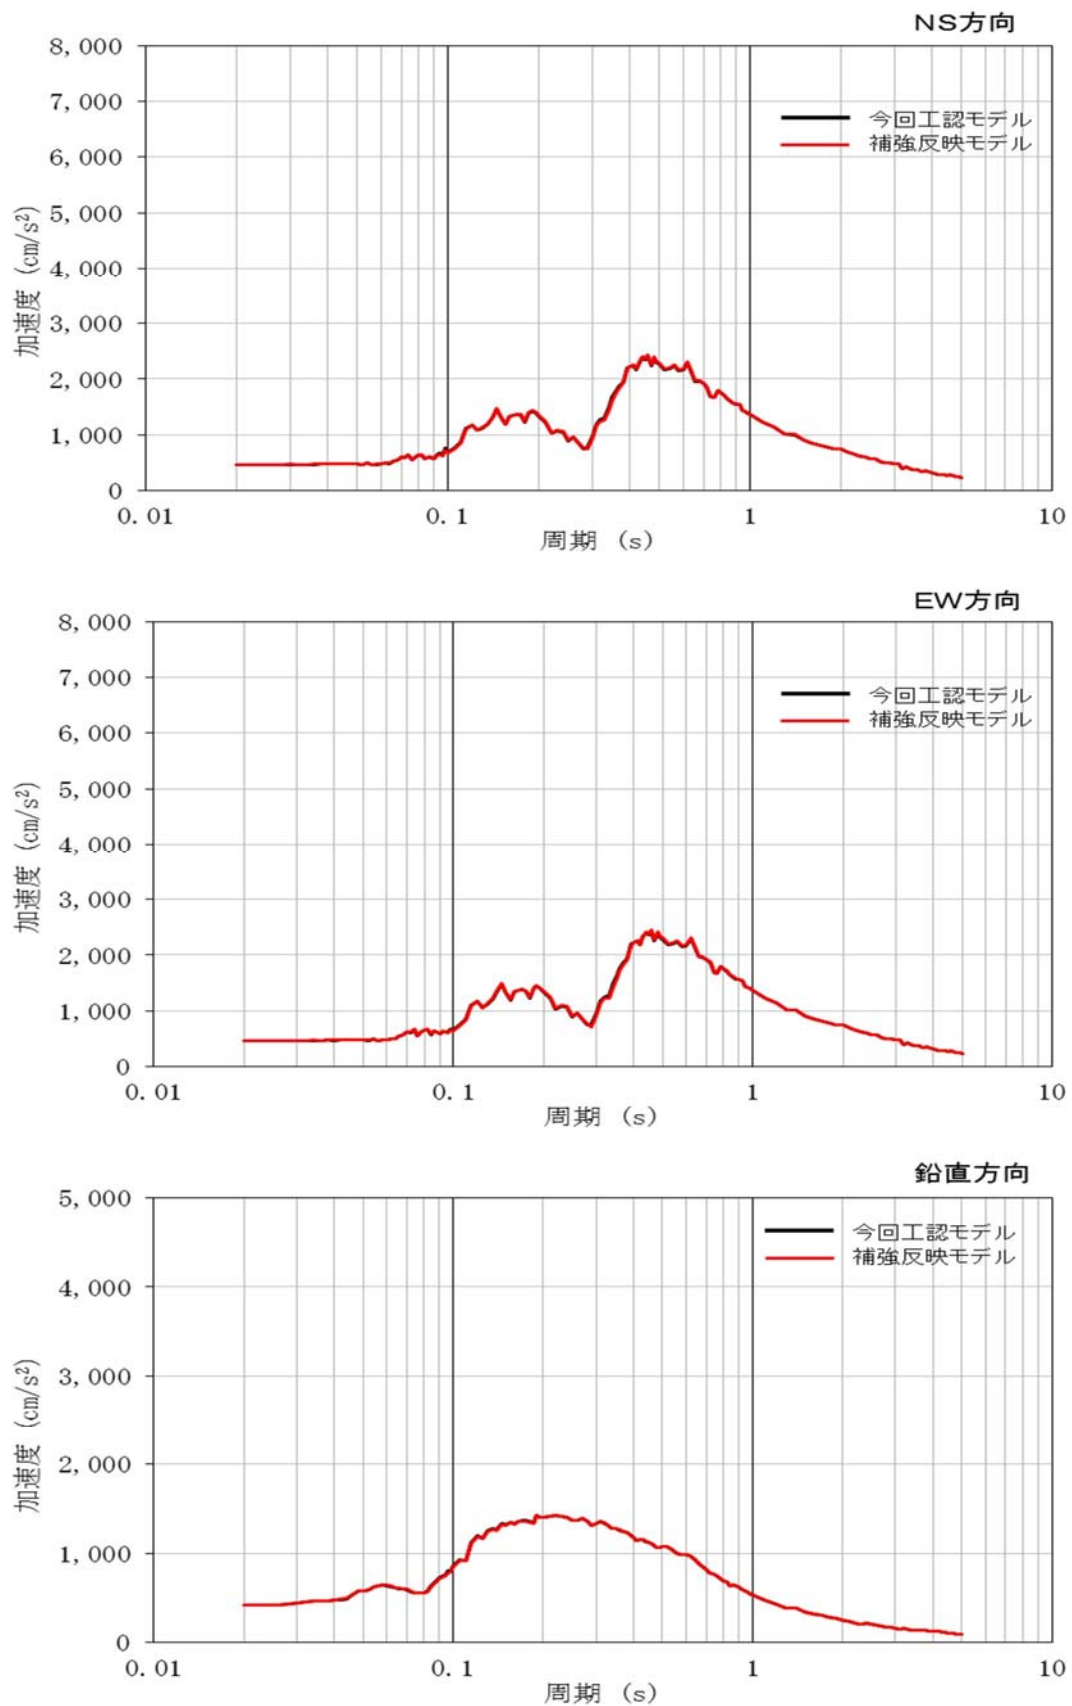 NS方向
8,000
7,000
6,000
5,000
4,000
3,000
2,000
1,000
0
加速度 (cm/s²)
今回工認モデル
補強反映モデル
0.01
0.1
1
10
周期 (s)
EW方向
8,000
7,000
6,000
5,000
4,000
3,000
2,000
1,000
0
加速度 (cm/s²)
今回工認モデル
補強反映モデル
0.01
0.1
1
10
周期 (s)
鉛直方向
5,000
4,000
3,000
2,000
1,000
0
加速度 (cm/s²)
今回工認モデル
補強反映モデル
0.01
0.1
1
10
周期 (s)